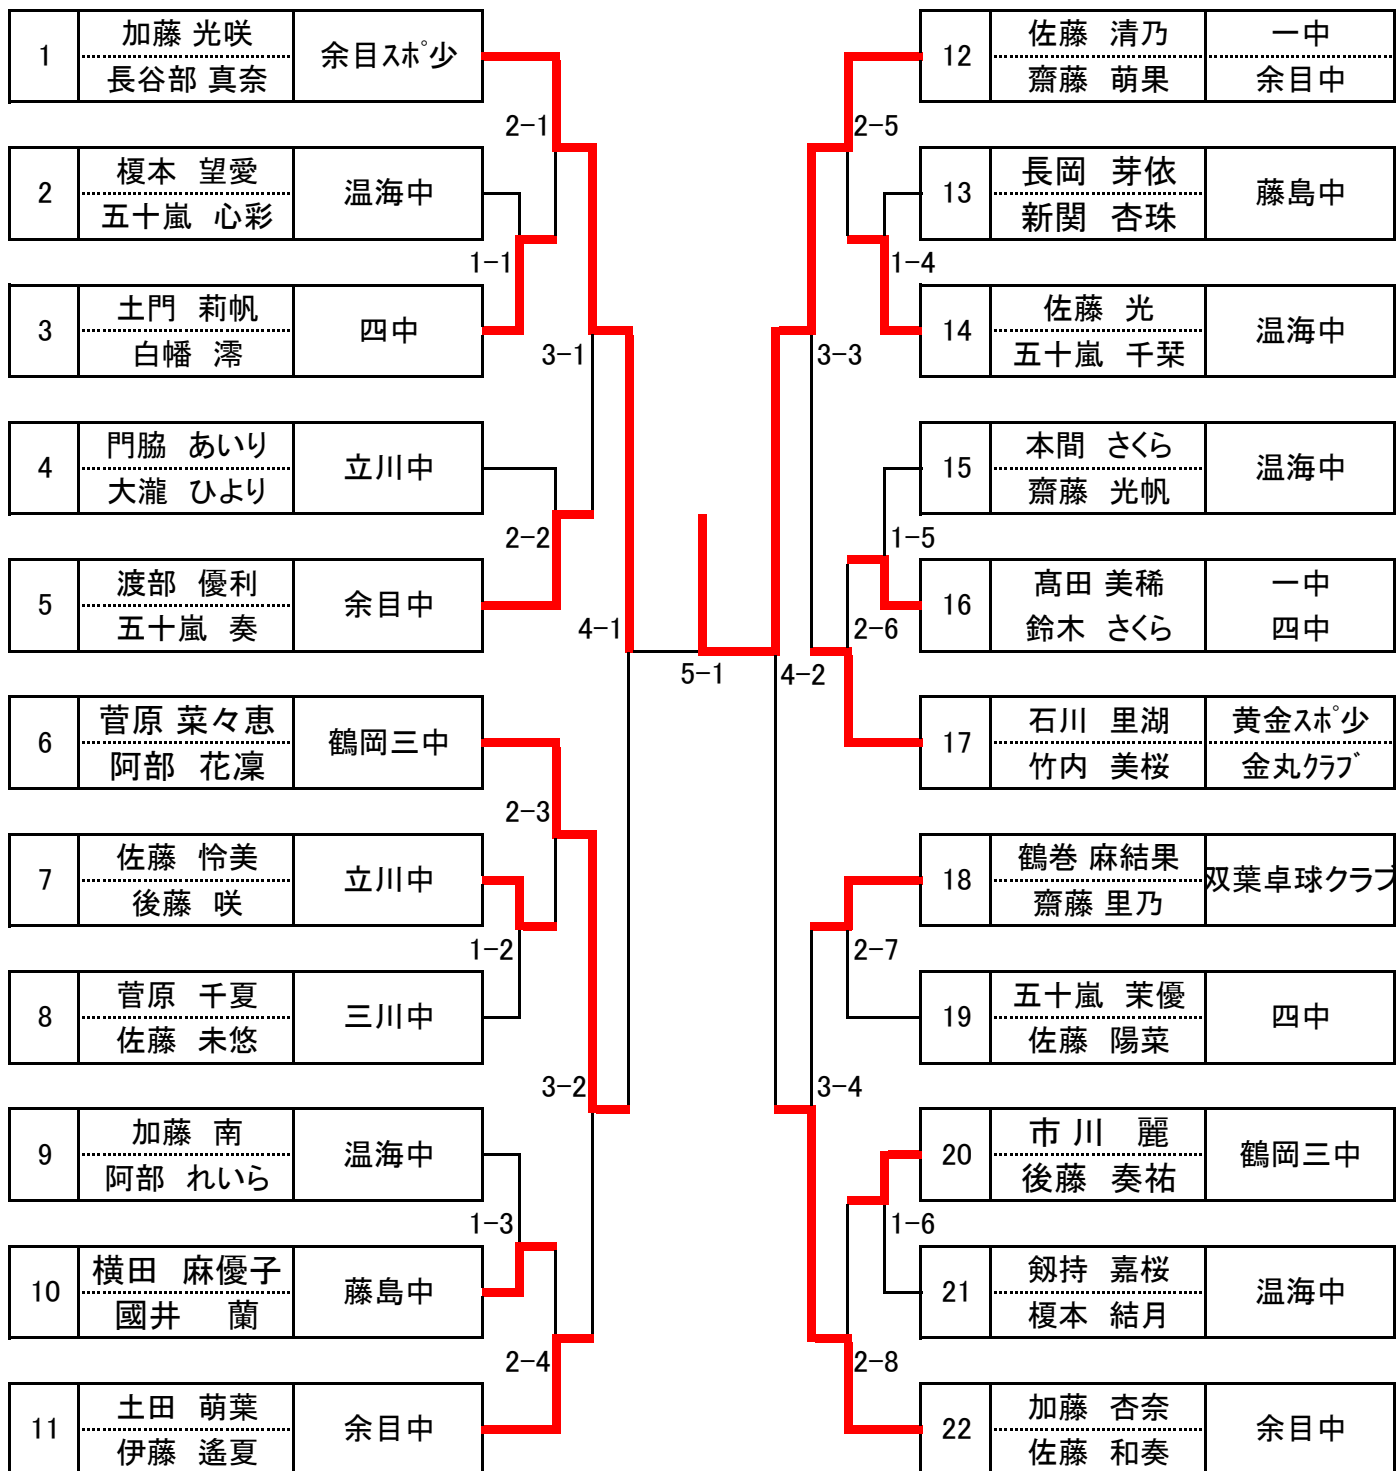 1 加藤 光咲 余目スポ少
長谷部 真奈
2 榎本 望愛 温海中
五十嵐 心彩
3 土門 莉帆 四中
白幡 澪
4 門脇 あいり 立川中
大瀧 ひより
5 渡部 優利 余目中
五十嵐 奏
6 菅原 菜々恵 鶴岡三中
阿部 花凜
7 佐藤 怜美 立川中
後藤 咲
8 菅原 千夏 三川中
佐藤 未悠
9 加藤 南 温海中
阿部 れいら
10 横田 麻優子 藤島中
國井 蘭
11 土田 萌葉 余目中
伊藤 遙夏
2-1
1-1
3-1
2-2
4-1
2-3
1-2
3-2
1-3
2-4
5-1
12 佐藤 清乃 一中
齋藤 萌果 余目中
13 長岡 芽依 藤島中
新関 杏珠
14 佐藤 光 温海中
五十嵐 千栞
15 本間 さくら 温海中
齋藤 光帆
16 髙田 美稀 一中
鈴木 さくら 四中
17 石川 里湖 黄金スポ少
竹内 美桜 金丸クラブ
18 鶴巻 麻結果 双葉卓球クラブ
齋藤 里乃
19 五十嵐 茉優 四中
佐藤 陽菜
20 市川 麗 鶴岡三中
後藤 奏祐
21 剱持 嘉桜 温海中
榎本 結月
22 加藤 杏奈 余目中
佐藤 和奏
2-5
1-4
3-3
1-5
2-6
4-2
2-7
3-4
1-6
2-8